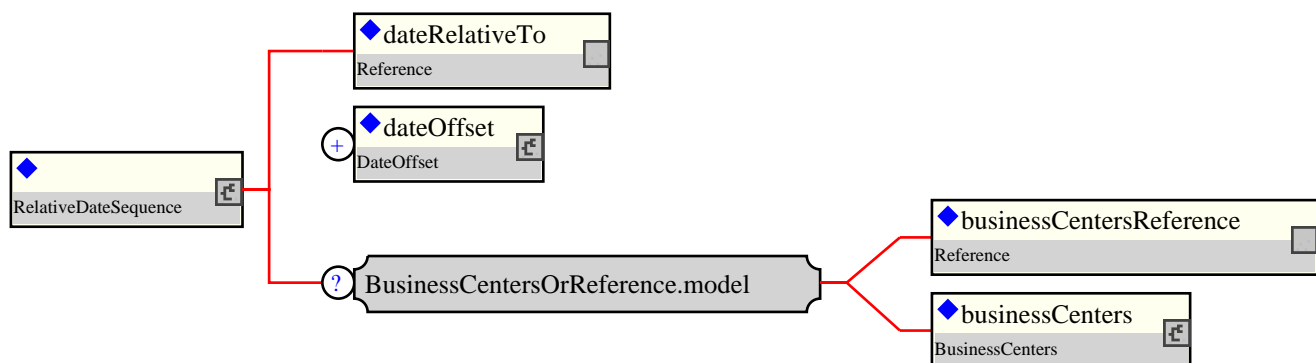 dateRelativeTo
Reference
+
dateOffset
DateOffset
RelativeDateSequence
?
BusinessCentersOrReference.model
businessCentersReference
Reference
businessCenters
BusinessCenters